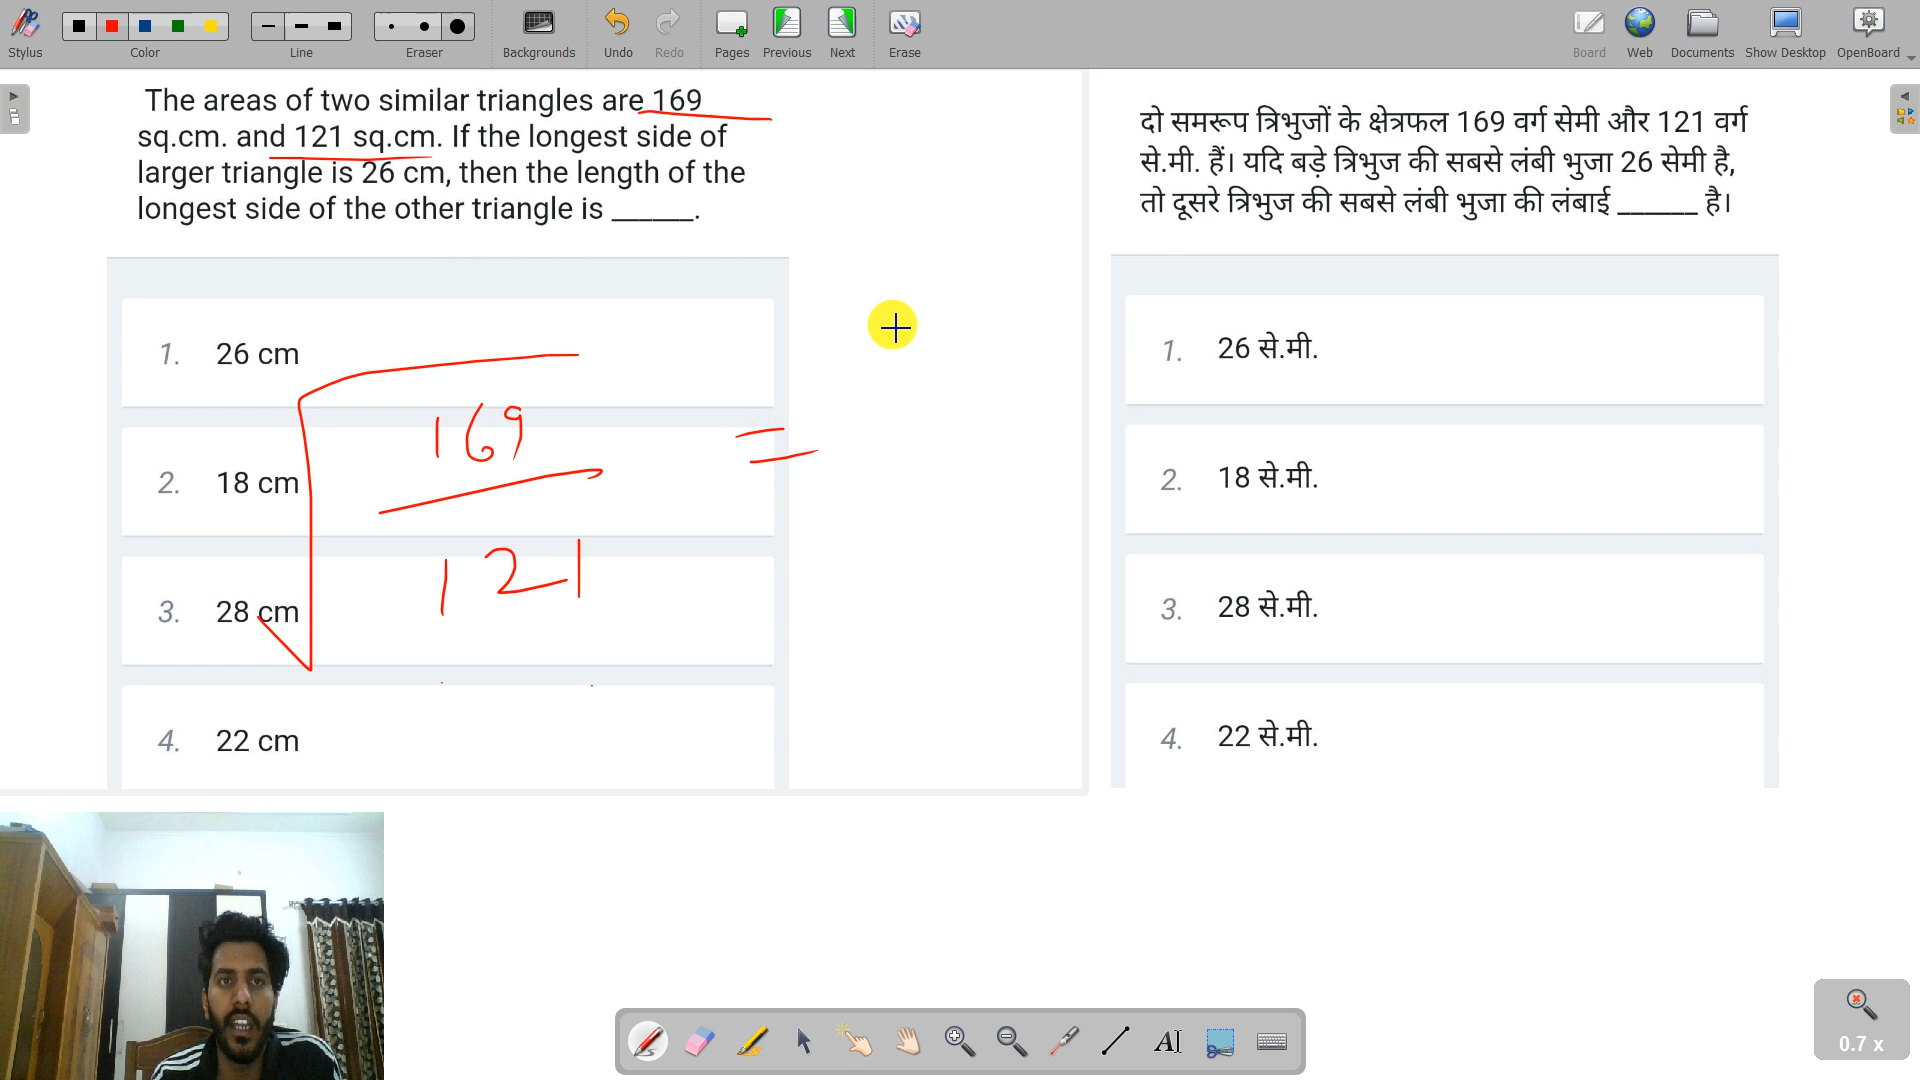 Stylus
Color
Line
Eraser
Backgrounds
Undo
Redo
Pages
Previous
Next
Erase
Board
Web
Documents
Show Desktop
OpenBoard
The areas of two similar triangles are 169
sq.cm. and 121 sq.cm. If the longest side of
larger triangle is 26 cm, then the length of the
longest side of the other triangle is ______.
1. 26 cm
2. 18 cm
3. 28 cm
4. 22 cm
169
=
121
दो समरूप त्रिभुजों के क्षेत्रफल 169 वर्ग सेमी और 121 वर्ग
से.मी. हैं। यदि बड़े त्रिभुज की सबसे लंबी भुजा 26 सेमी है,
तो दूसरे त्रिभुज की सबसे लंबी भुजा की लंबाई ______ है।
1. 26 से.मी.
2. 18 से.मी.
3. 28 से.मी.
4. 22 से.मी.
0.7 x